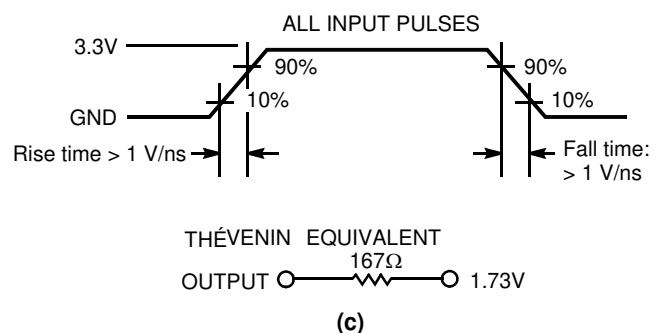 ALL INPUT PULSES
3.3V
90%
90%
10%
10%
GND
Rise time > 1 V/ns
Fall time:
> 1 V/ns
THÉVENIN EQUIVALENT
167Ω
OUTPUT
1.73V
(c)